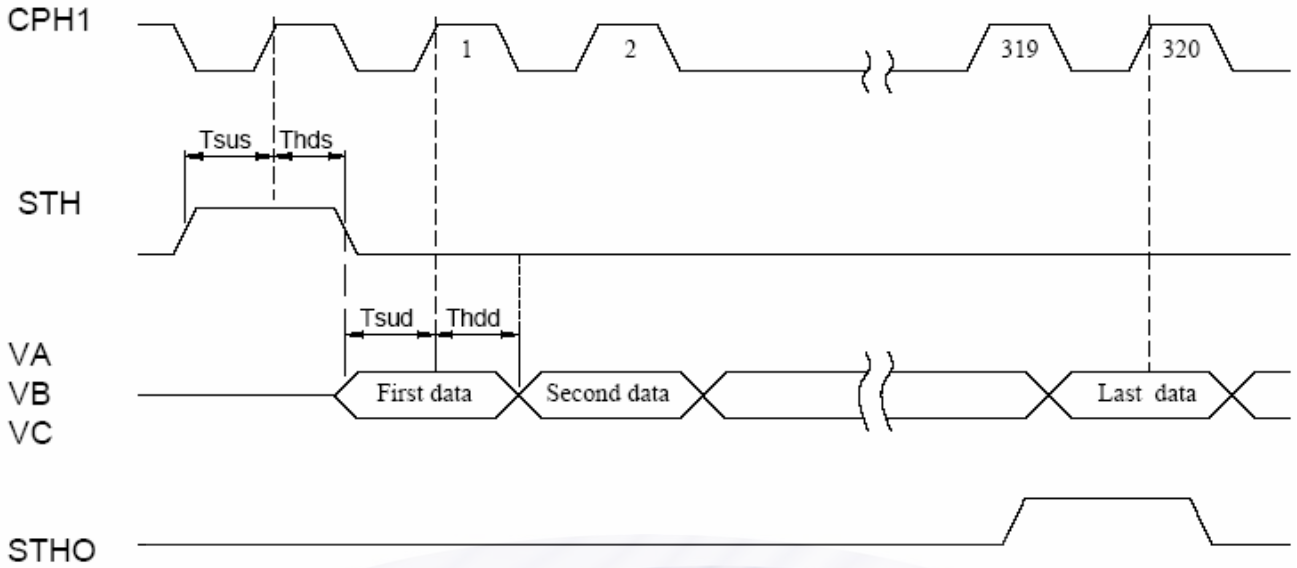 CPH1
1
2
319
320
Tsus
Thds
STH
Tsud
Thdd
VA
VB
VC
First data
Second data
Last data
STHO